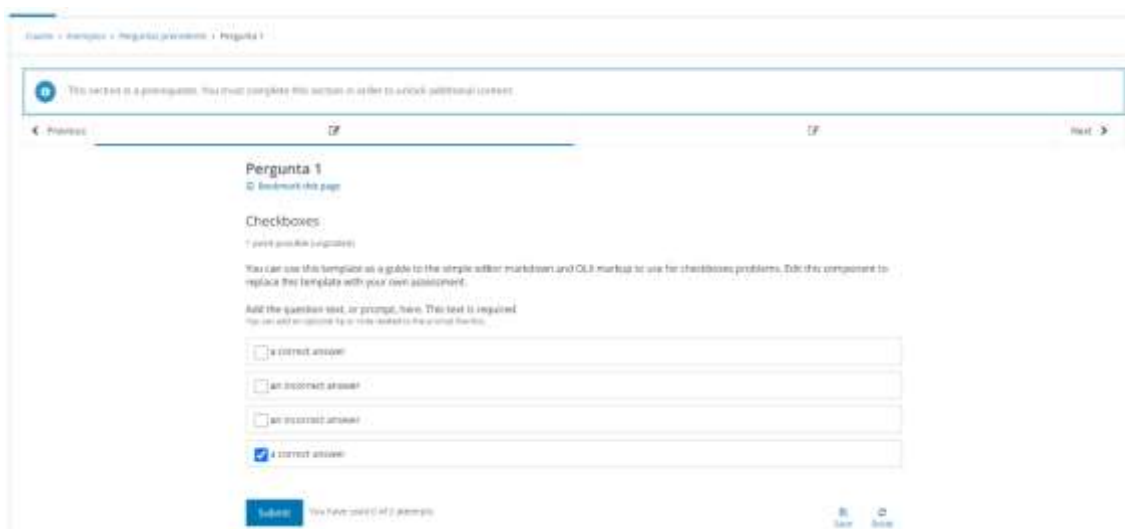 Course > Exemplos > Perguntas > Pergunta 1
This section is a prerequisite. You must complete this section in order to unlock additional content.
Previous
Next
Pergunta 1
Bookmark this page
Checkboxes
1 point possible (ungraded)
You can use this template as a guide to the simple editor markdown and OLX markup to use for checkboxes problems. Edit this component to
replace this template with your own assessment.
Add the question text, or prompt, here. This text is required.
You can add an optional tip or note related to the prompt like this.
a correct answer
an incorrect answer
an incorrect answer
a correct answer
Submit
You have used of 2 attempts
Save
Reset